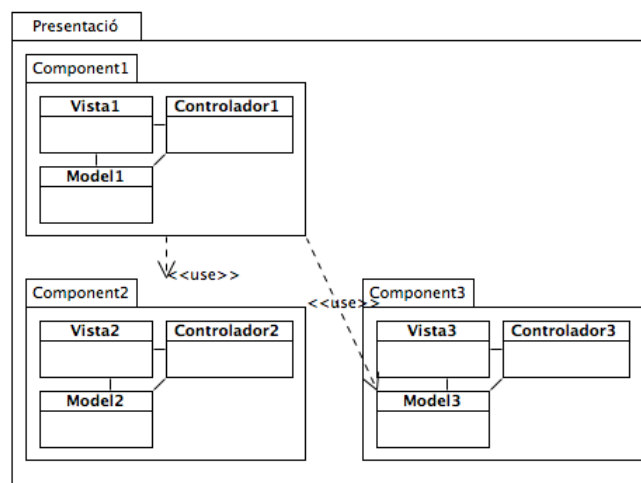 Presentació
Component1
Vista1
Controlador1
Model1
<<use>>
Component2
<<use>>
Component3
Vista2
Controlador2
Vista3
Controlador3
Model2
Model3